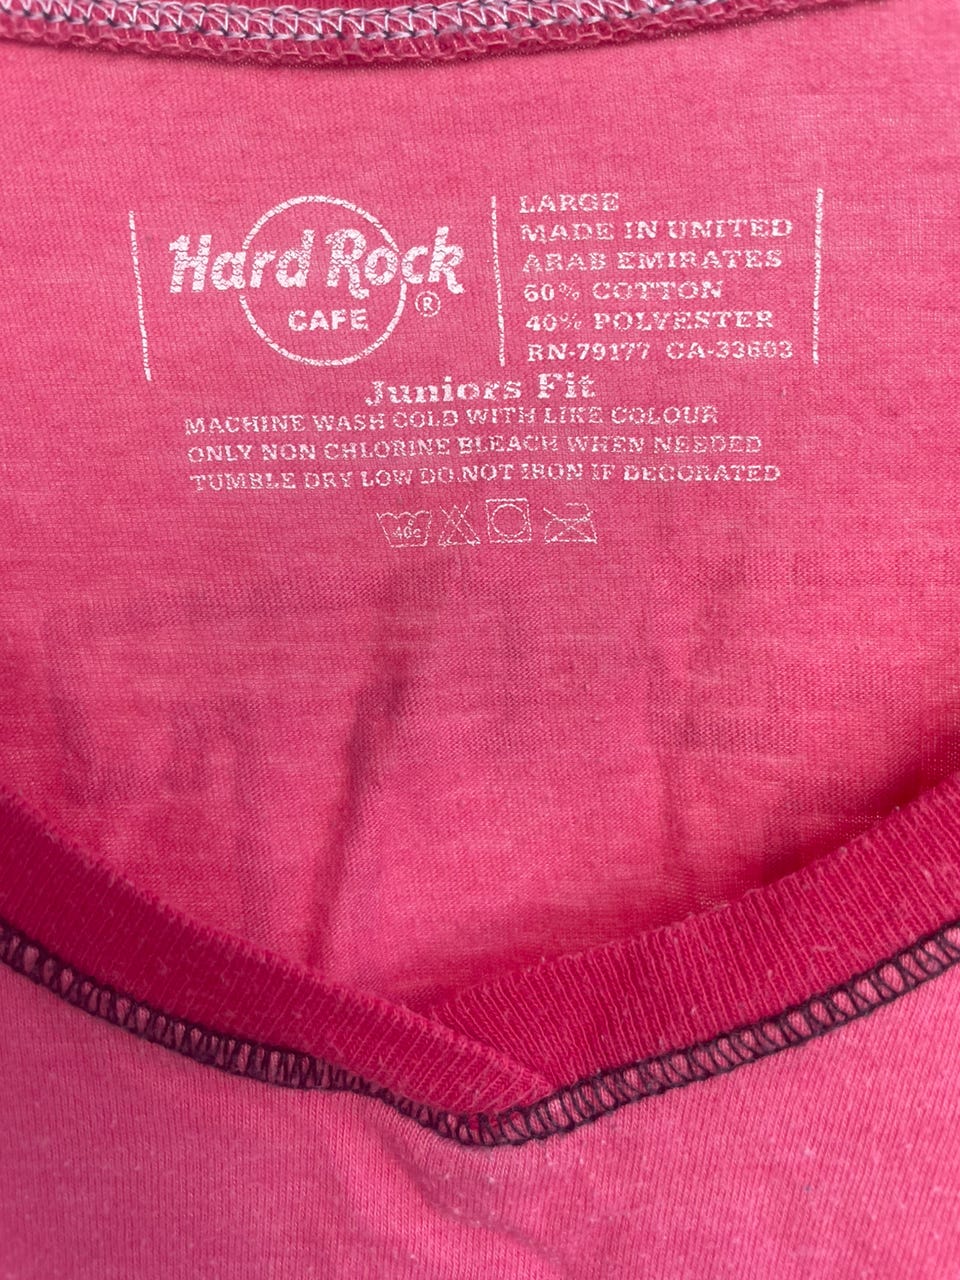 Hard Rock
CAFE
®
LARGE
MADE IN UNITED
ARAB EMIRATES
60% COTTON
40% POLYESTER
RN-79177 CA-33603
Juniors Fit
MACHINE WASH COLD WITH LIKE COLOUR
ONLY NON CHLORINE BLEACH WHEN NEEDED
TUMBLE DRY LOW DO NOT IRON IF DECORATED
40c